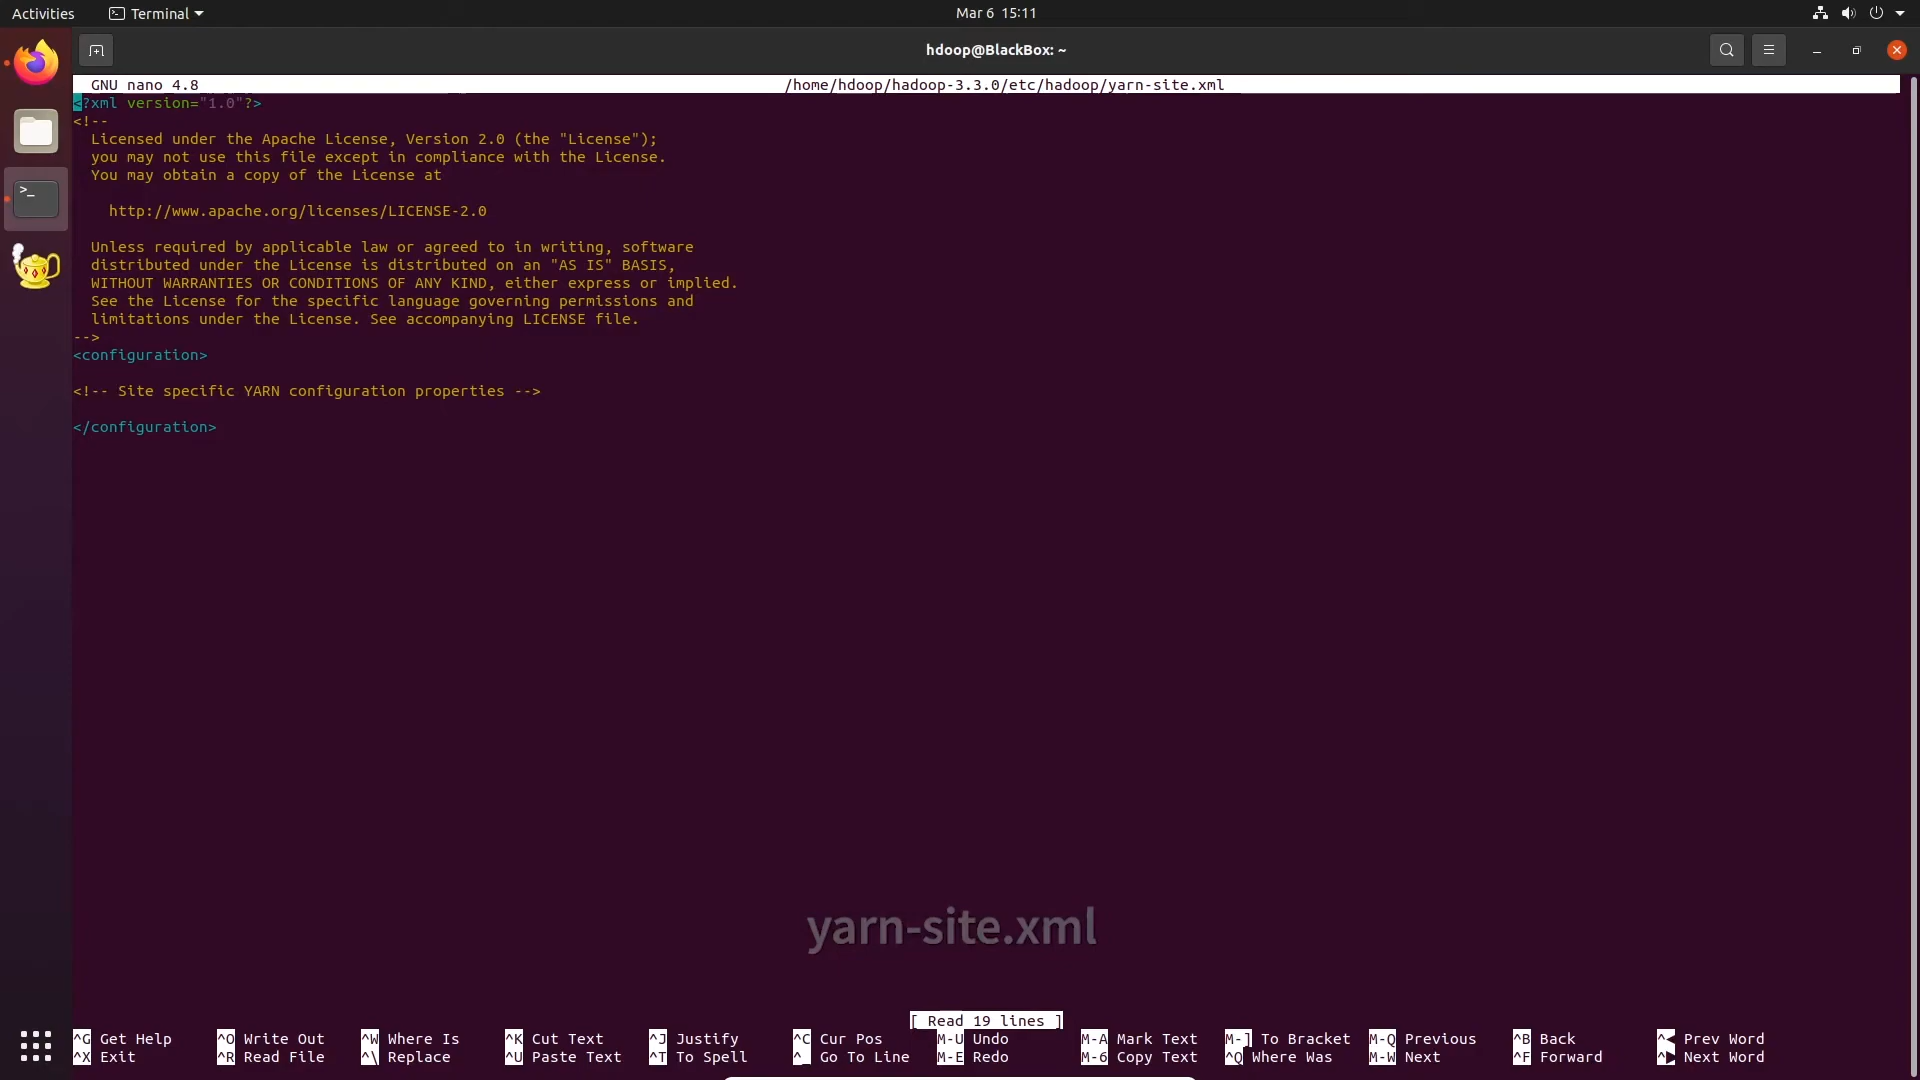 Activities
Terminal
Mar 6 15:11
hdoop@BlackBox: ~
GNU nano 4.8
/home/hdoop/hadoop-3.3.0/etc/hadoop/yarn-site.xml
<?xml version="1.0"?>
<!--
Licensed under the Apache License, Version 2.0 (the "License");
you may not use this file except in compliance with the License.
You may obtain a copy of the License at
http://www.apache.org/licenses/LICENSE-2.0
Unless required by applicable law or agreed to in writing, software
distributed under the License is distributed on an "AS IS" BASIS,
WITHOUT WARRANTIES OR CONDITIONS OF ANY KIND, either express or implied.
See the License for the specific language governing permissions and
limitations under the License. See accompanying LICENSE file.
-->
<configuration>
<!-- Site specific YARN configuration properties -->
</configuration>
yarn-site.xml
[ Read 19 lines ]
^G Get Help ^O Write Out ^W Where Is ^K Cut Text ^J Justify ^C Cur Pos M-U Undo M-A Mark Text M-] To Bracket M-Q Previous ^B Back ^◀ Prev Word
^X Exit ^R Read File ^\ Replace ^U Paste Text ^T To Spell ^_ Go To Line M-E Redo M-6 Copy Text ^Q Where Was M-W Next ^F Forward ^▶ Next Word